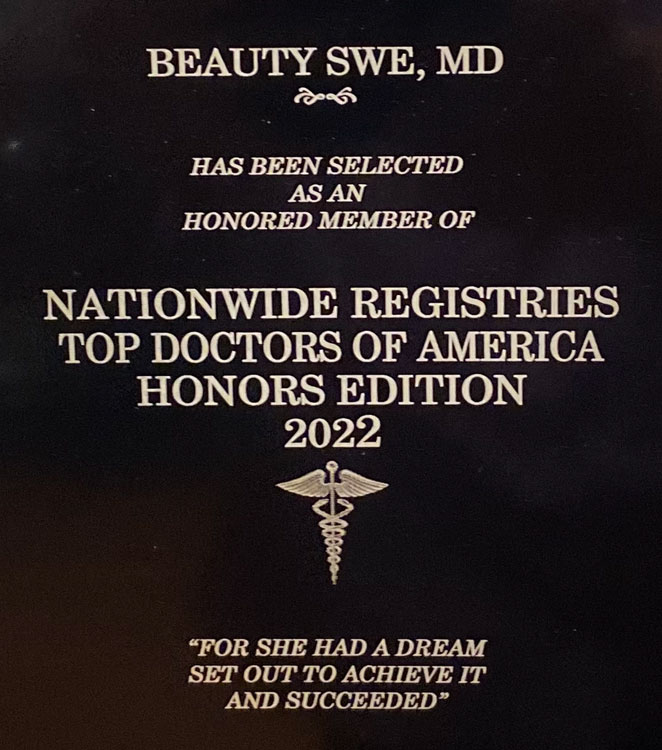 BEAUTY SWE, MD
HAS BEEN SELECTED
AS AN
HONORED MEMBER OF
NATIONWIDE REGISTRIES
TOP DOCTORS OF AMERICA
HONORS EDITION
2022
“FOR SHE HAD A DREAM
SET OUT TO ACHIEVE IT
AND SUCCEEDED”